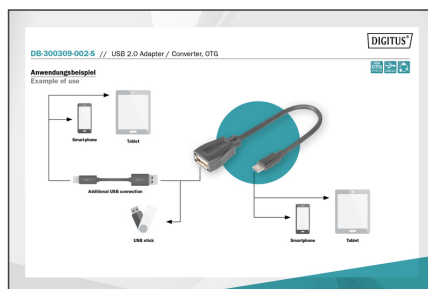 DIGITUS®
DB-300309-002-S // USB 2.0 Adapter / Converter, OTG
Anwendungsbeispiel
Example of use
OTG
Smartphone
Tablet
Additional USB connection
USB stick
Smartphone
Tablet